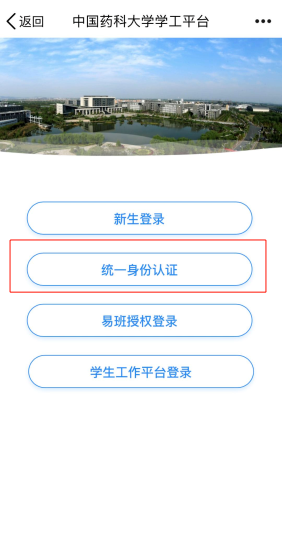 返回 中国药科大学学工平台
新生登录
统一身份认证
易班授权登录
学生工作平台登录